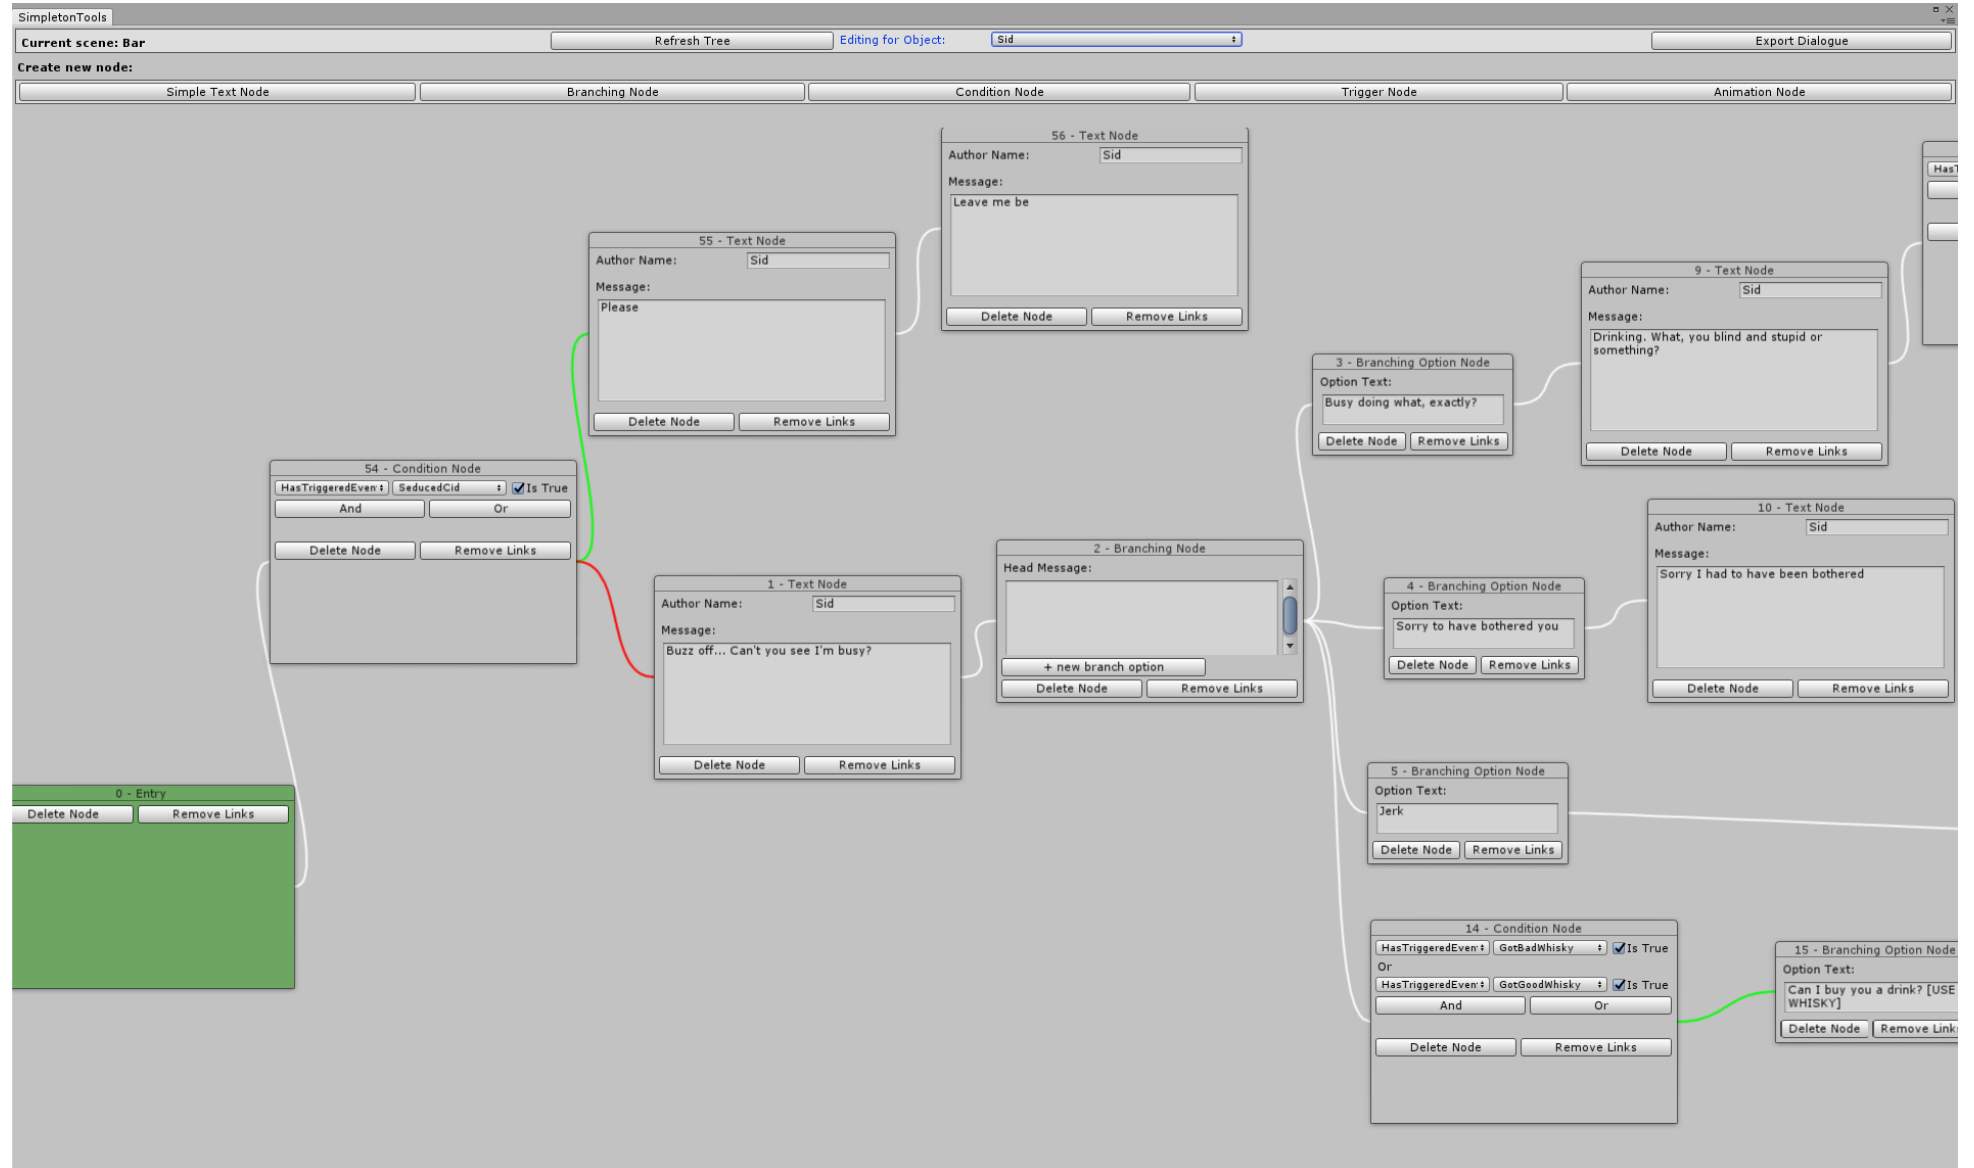 SimpletonTools
Current scene: Bar
Refresh Tree
Editing for Object:
Sid
Export Dialogue
Create new node:
Simple Text Node
Branching Node
Condition Node
Trigger Node
Animation Node
56 - Text Node
Author Name:
Sid
Message:
Leave me be
Delete Node
Remove Links
55 - Text Node
Author Name:
Sid
Message:
Please
Delete Node
Remove Links
54 - Condition Node
HasTriggeredEven
SeducedCid
Is True
And
Or
Delete Node
Remove Links
0 - Entry
Delete Node
Remove Links
1 - Text Node
Author Name:
Sid
Message:
Buzz off... Can't you see I'm busy?
Delete Node
Remove Links
2 - Branching Node
Head Message:
+ new branch option
Delete Node
Remove Links
3 - Branching Option Node
Option Text:
Busy doing what, exactly?
Delete Node
Remove Links
9 - Text Node
Author Name:
Sid
Message:
Drinking. What, you blind and stupid or
something?
Delete Node
Remove Links
4 - Branching Option Node
Option Text:
Sorry to have bothered you
Delete Node
Remove Links
10 - Text Node
Author Name:
Sid
Message:
Sorry I had to have been bothered
Delete Node
Remove Links
5 - Branching Option Node
Option Text:
Jerk
Delete Node
Remove Links
14 - Condition Node
HasTriggeredEven
GotBadWhisky
Is True
Or
HasTriggeredEven
GotGoodWhisky
Is True
And
Or
Delete Node
Remove Links
15 - Branching Option Node
Option Text:
Can I buy you a drink? [USE
WHISKY]
Delete Node
Remove Link